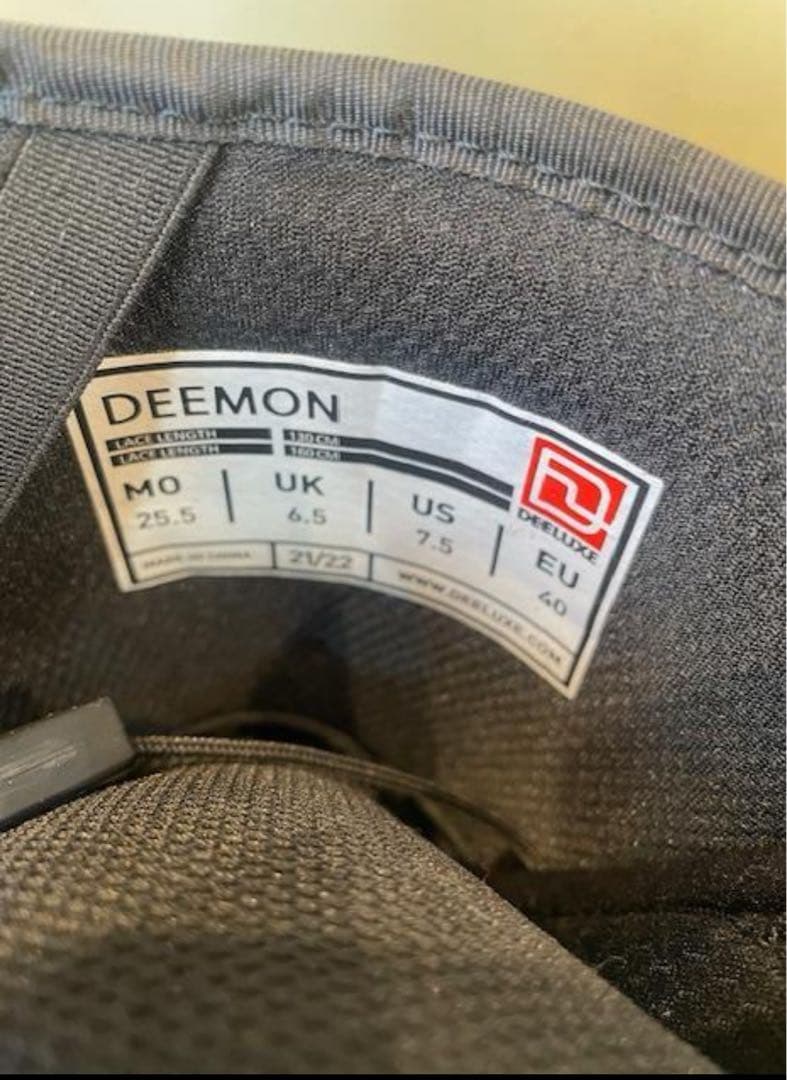 DEEMON
LACE LENGTH 130 CM
LACE LENGTH 160 CM
MO | UK | US | EU
25.5 6.5 7.5 40
DEELUXE
MADE IN CHINA 21/22 WWW.DEELUXE.COM